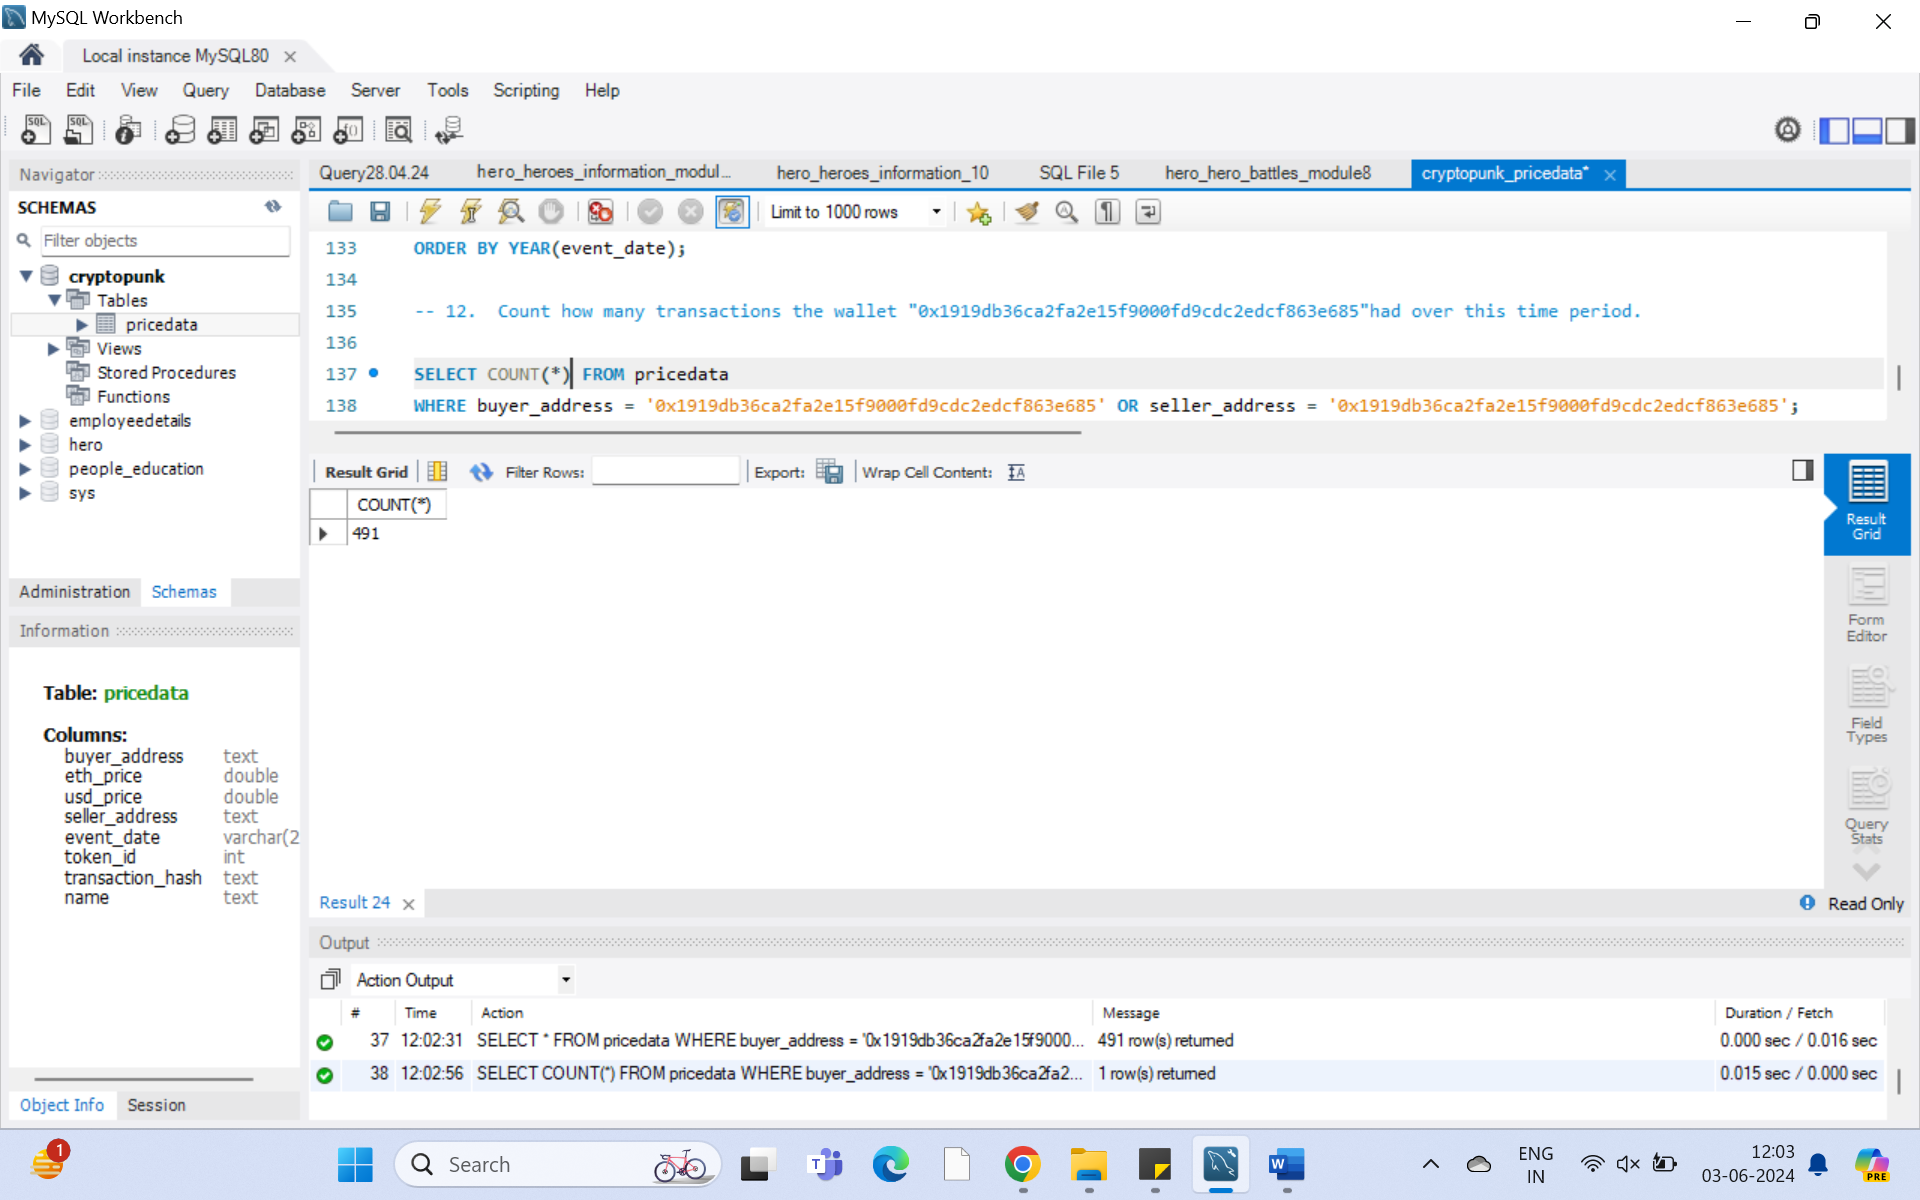 MySQL Workbench
Local instance MySQL80
File Edit View Query Database Server Tools Scripting Help
Navigator
SCHEMAS
Filter objects
cryptopunk
Tables
pricedata
Views
Stored Procedures
Functions
employeedetails
hero
people_education
sys
Administration Schemas
Information
Table: pricedata
Columns:
buyer_address text
eth_price double
usd_price double
seller_address text
event_date varchar(2
token_id int
transaction_hash text
name text
Object Info Session
Query28.04.24 hero_heroes_information_modul... hero_heroes_information_10 SQL File 5 hero_hero_battles_module8 cryptopunk_pricedata*
Limit to 1000 rows
133 ORDER BY YEAR(event_date);
134
135 -- 12.  Count how many transactions the wallet "0x1919db36ca2fa2e15f9000fd9cdc2edcf863e685"had over this time period.
136
137 SELECT COUNT(*) FROM pricedata
138 WHERE buyer_address = '0x1919db36ca2fa2e15f9000fd9cdc2edcf863e685' OR seller_address = '0x1919db36ca2fa2e15f9000fd9cdc2edcf863e685';
Result Grid Filter Rows: Export: Wrap Cell Content:
COUNT(*)
491
Result
Grid
Form
Editor
Field
Types
Query
Stats
Result 24
Read Only
Output
Action Output
# Time Action Message Duration / Fetch
37 12:02:31 SELECT * FROM pricedata WHERE buyer_address = '0x1919db36ca2fa2e15f9000... 491 row(s) returned 0.000 sec / 0.016 sec
38 12:02:56 SELECT COUNT(*) FROM pricedata WHERE buyer_address = '0x1919db36ca2fa2... 1 row(s) returned 0.015 sec / 0.000 sec
1
Search
ENG
IN
12:03
03-06-2024
PRE